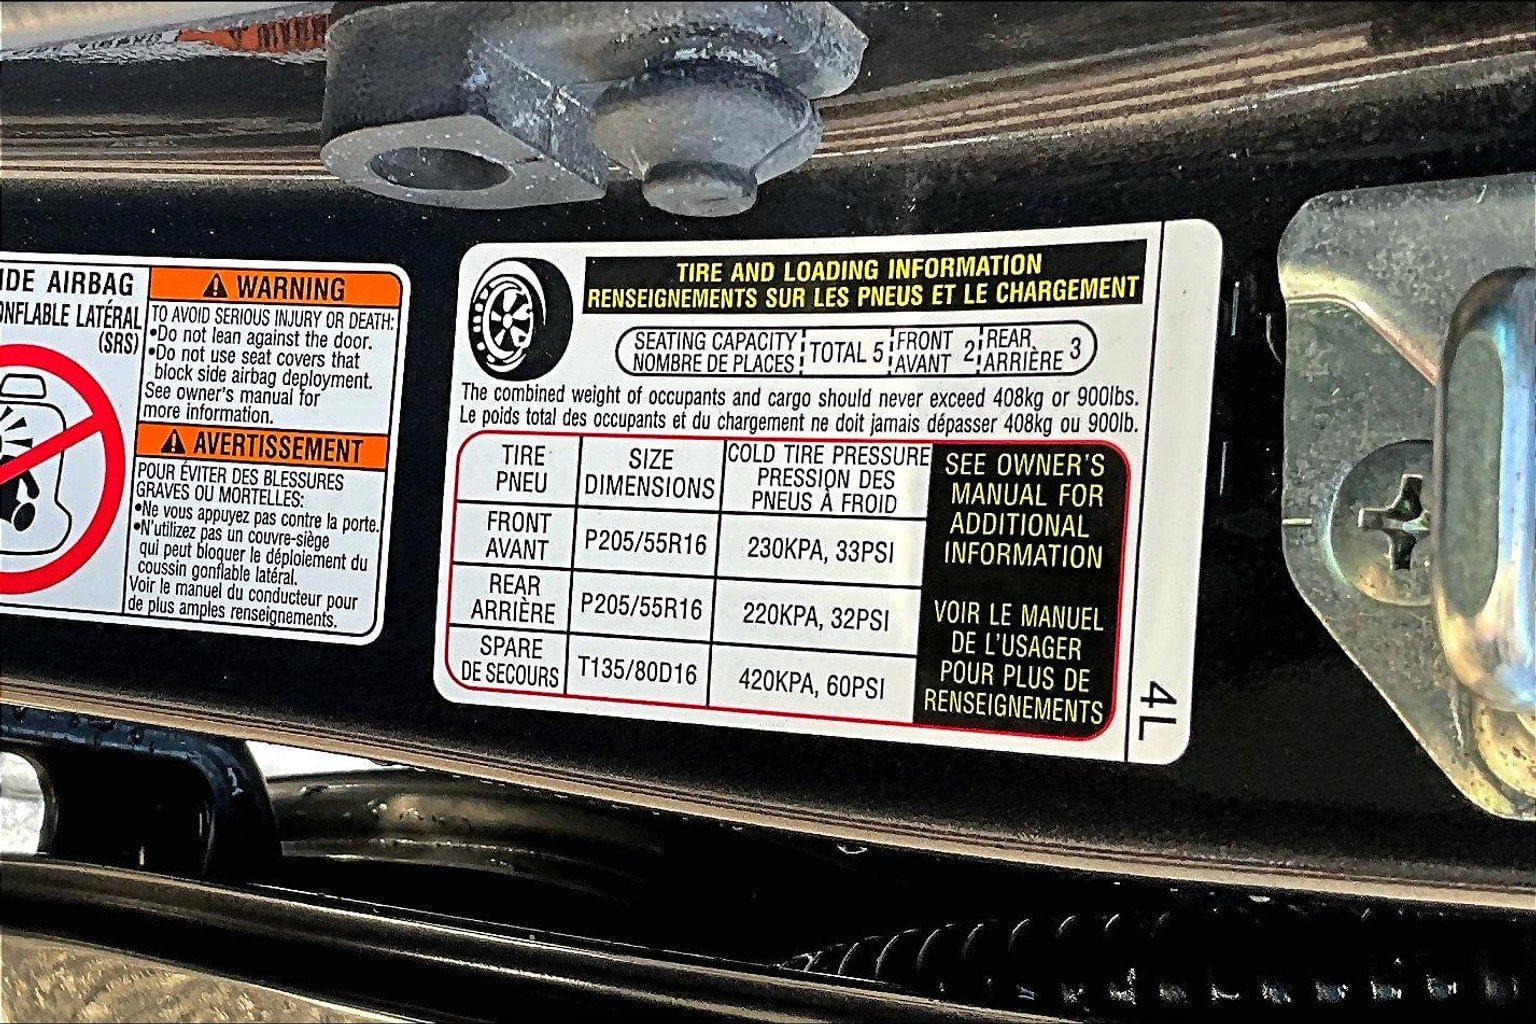 IDE AIRBAG
ONFLABLE LATÉRAL
(SRS)
WARNING
TO AVOID SERIOUS INJURY OR DEATH:
•Do not lean against the door.
•Do not use seat covers that
block side airbag deployment.
See owner's manual for
more information.
AVERTISSEMENT
POUR ÉVITER DES BLESSURES
GRAVES OU MORTELLES:
•Ne vous appuyez pas contre la porte.
•N'utilisez pas un couvre-siège
qui peut bloquer le déploiement du
coussin gonflable latéral.
Voir le manuel du conducteur pour
de plus amples renseignements.
TIRE AND LOADING INFORMATION
RENSEIGNEMENTS SUR LES PNEUS ET LE CHARGEMENT
SEATING CAPACITY
NOMBRE DE PLACES
TOTAL 5
FRONT
AVANT
2
REAR
ARRIÈRE
3
The combined weight of occupants and cargo should never exceed 408kg or 900lbs.
Le poids total des occupants et du chargement ne doit jamais dépasser 408kg ou 900lb.
TIRE
PNEU
SIZE
DIMENSIONS
COLD TIRE PRESSURE
PRESSION DES
PNEUS À FROID
FRONT
AVANT
P205/55R16
230KPA, 33PSI
REAR
ARRIÈRE
P205/55R16
220KPA, 32PSI
SPARE
DE SECOURS
T135/80D16
420KPA, 60PSI
SEE OWNER'S
MANUAL FOR
ADDITIONAL
INFORMATION
VOIR LE MANUEL
DE L'USAGER
POUR PLUS DE
RENSEIGNEMENTS
4L